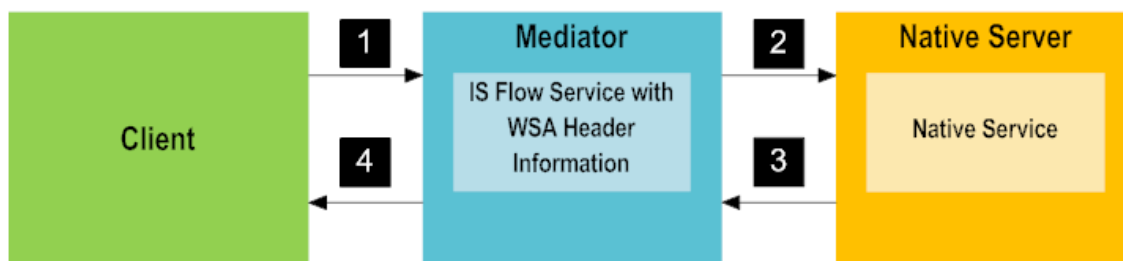 Client
1
4
Mediator
IS Flow Service with
WSA Header
Information
2
3
Native Server
Native Service